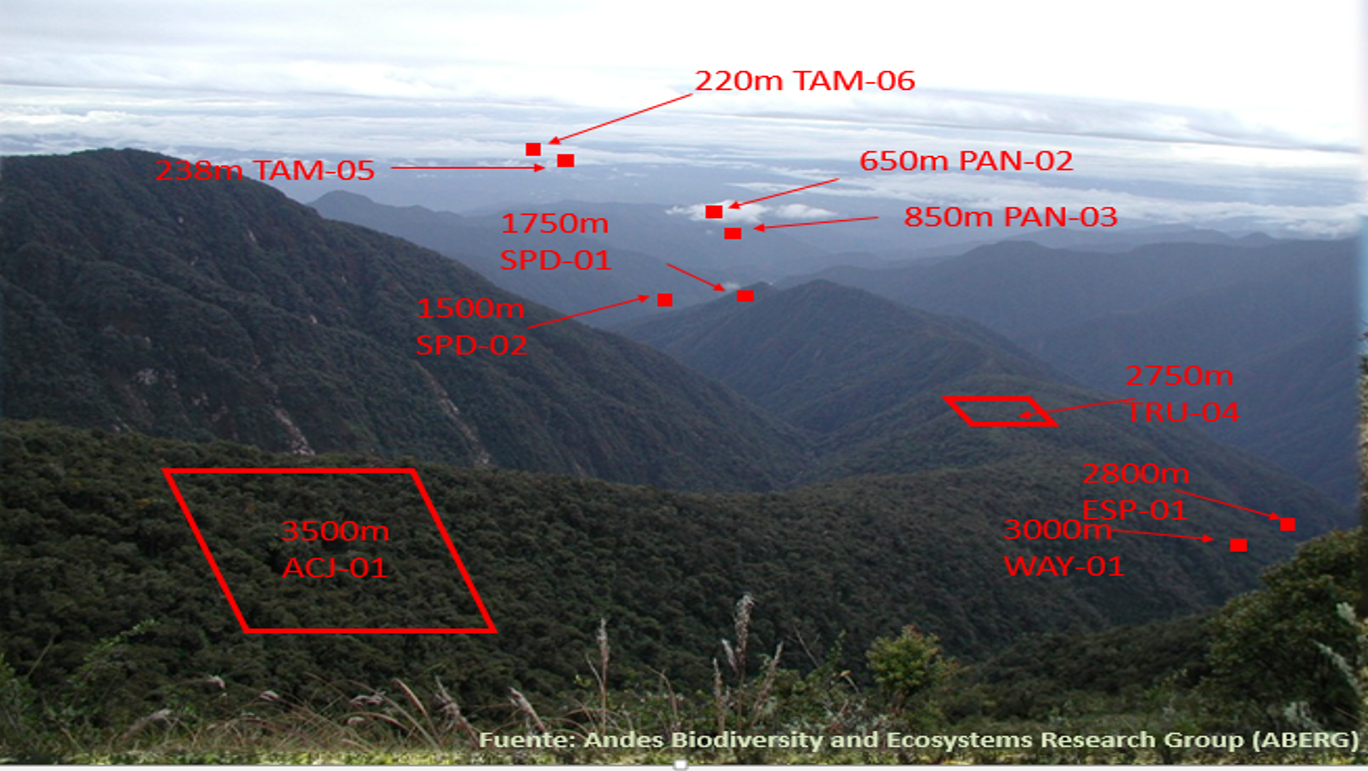 220m TAM-06
238m TAM-05
650m PAN-02
850m PAN-03
1750m
SPD-01
1500m
SPD-02
2750m
TRU-04
2800m
ESP-01
3000m
WAY-01
3500m
ACJ-01
Fuente: Andes Biodiversity and Ecosystems Research Group (ABERG)